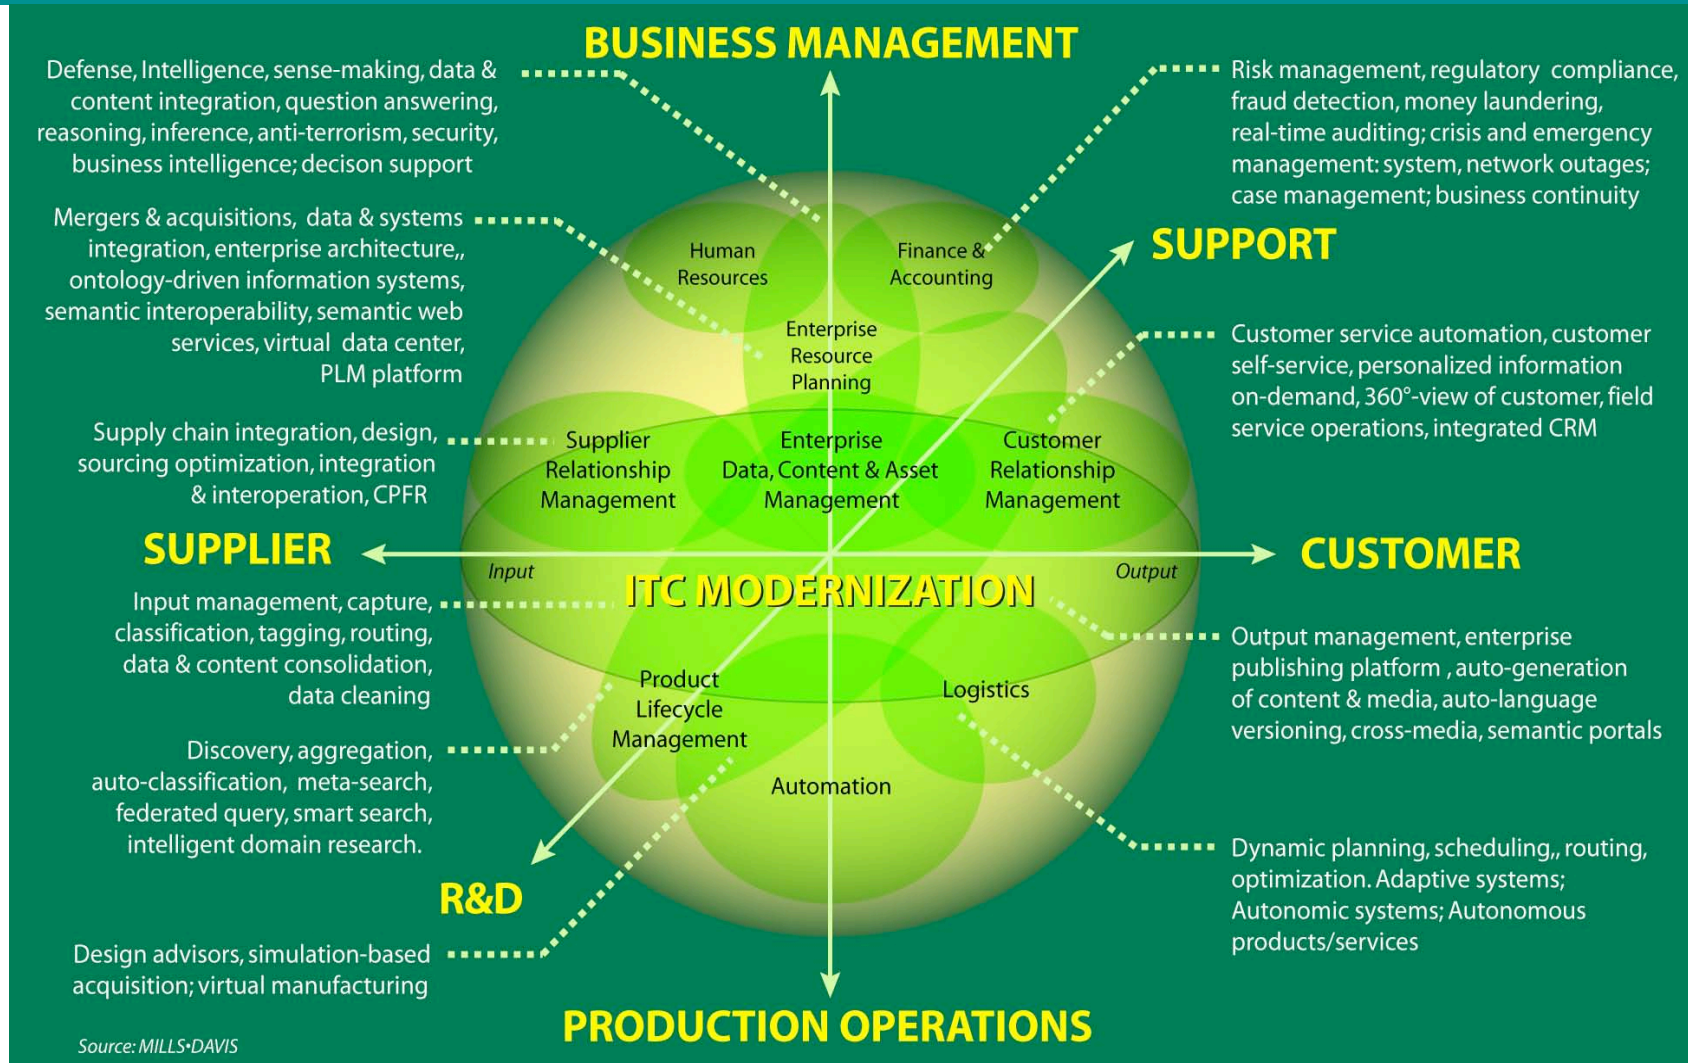 BUSINESS MANAGEMENT
Defense, Intelligence, sense-making, data &
content integration, question answering,
reasoning, inference, anti-terrorism, security,
business intelligence; decison support
Risk management, regulatory compliance,
fraud detection, money laundering,
real-time auditing; crisis and emergency
management: system, network outages;
case management; business continuity
Mergers & acquisitions, data & systems
integration, enterprise architecture,,
ontology-driven information systems,
semantic interoperability, semantic web
services, virtual data center,
PLM platform
Human
Resources
Finance &
Accounting
SUPPORT
Enterprise
Resource
Planning
Customer service automation, customer
self-service, personalized information
on-demand, 360°-view of customer, field
service operations, integrated CRM
Supply chain integration, design,
sourcing optimization, integration
& interoperation, CPFR
Supplier
Relationship
Management
Enterprise
Data, Content & Asset
Management
Customer
Relationship
Management
SUPPLIER
Input
Output
CUSTOMER
ITC MODERNIZATION
Input management, capture,
classification, tagging, routing,
data & content consolidation,
data cleaning
Output management, enterprise
publishing platform , auto-generation
of content & media, auto-language
versioning, cross-media, semantic portals
Product
Lifecycle
Management
Logistics
Discovery, aggregation,
auto-classification, meta-search,
federated query, smart search,
intelligent domain research.
Automation
Dynamic planning, scheduling,, routing,
optimization. Adaptive systems;
Autonomic systems; Autonomous
products/services
R&D
Design advisors, simulation-based
acquisition; virtual manufacturing
PRODUCTION OPERATIONS
Source: MILLS•DAVIS